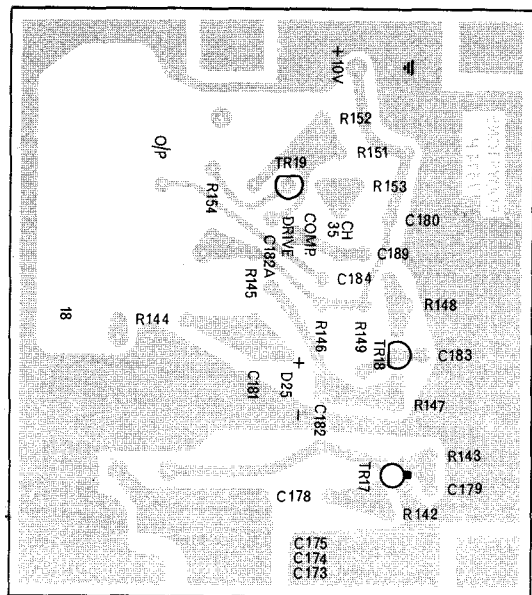 +10V
R152
O/P
TR19
R151
R154
R153
DRIVE
COMP.
CH
35
C180
C182A
C189
R145
C184
18
R144
R146
R149
TR18
R148
C183
C181
+
D25
−
C182
R147
TR17
R143
C178
C179
R142
C175
C174
C173